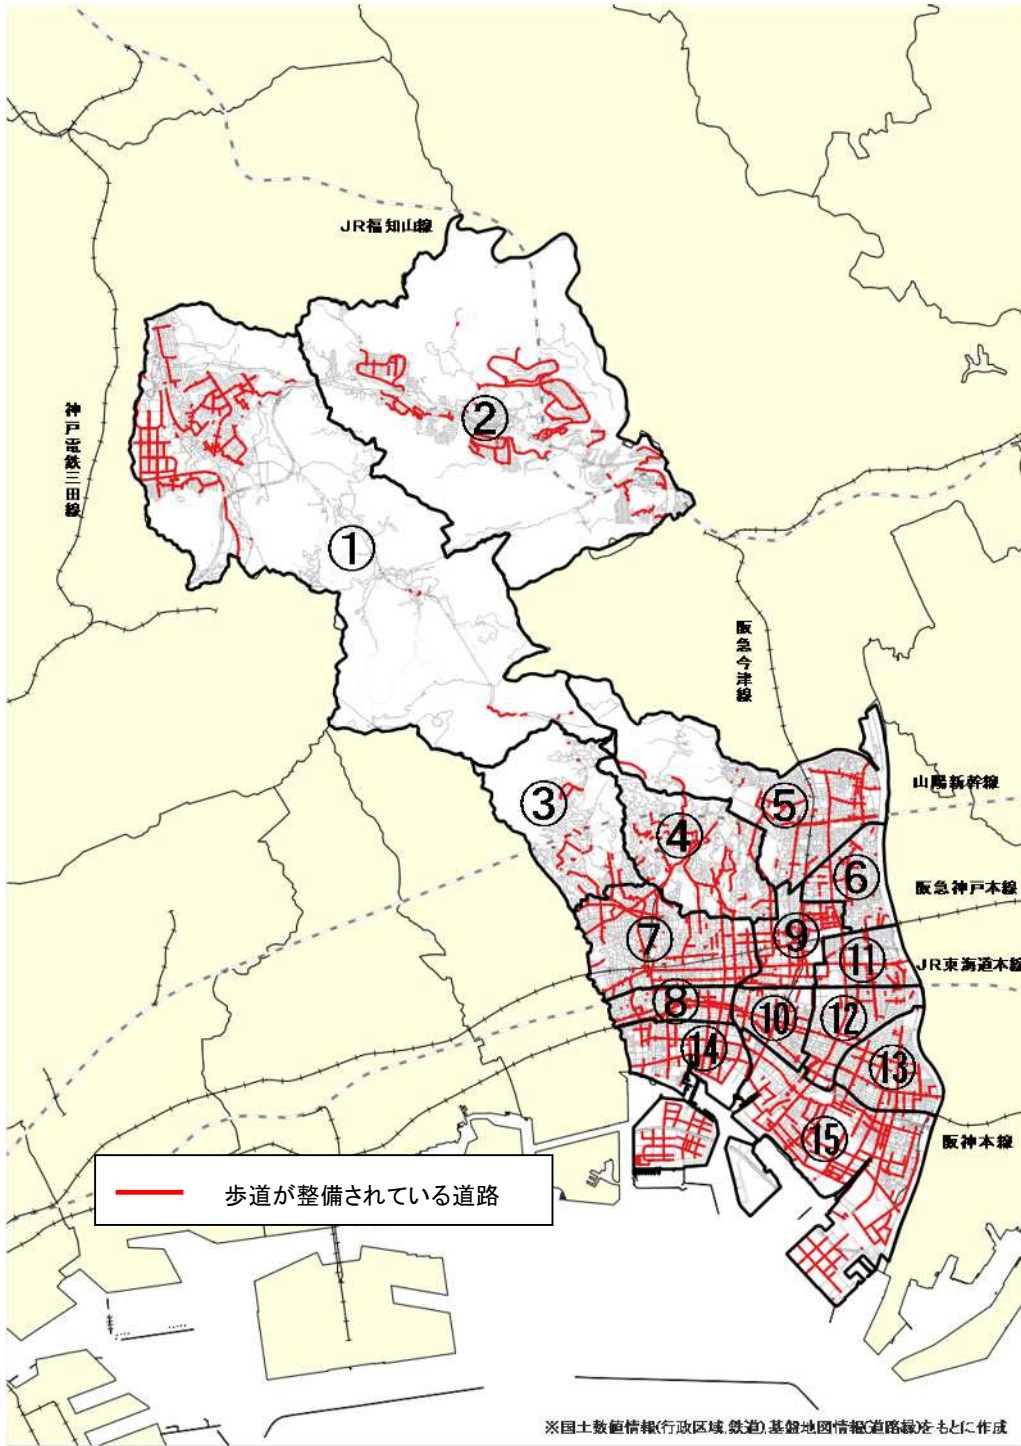 JR福知山線
神戸電鉄三田線
②
①
阪急今津線
山陽新幹線
③
⑤
④
⑥
阪急神戸本線
⑦
⑨
⑪
JR東海道本線
⑧
⑩
⑫
⑭
⑬
⑮
阪神本線
歩道が整備されている道路
※国土数値情報(行政区域,鉄道),基盤地図情報(道路縁)をもとに作成